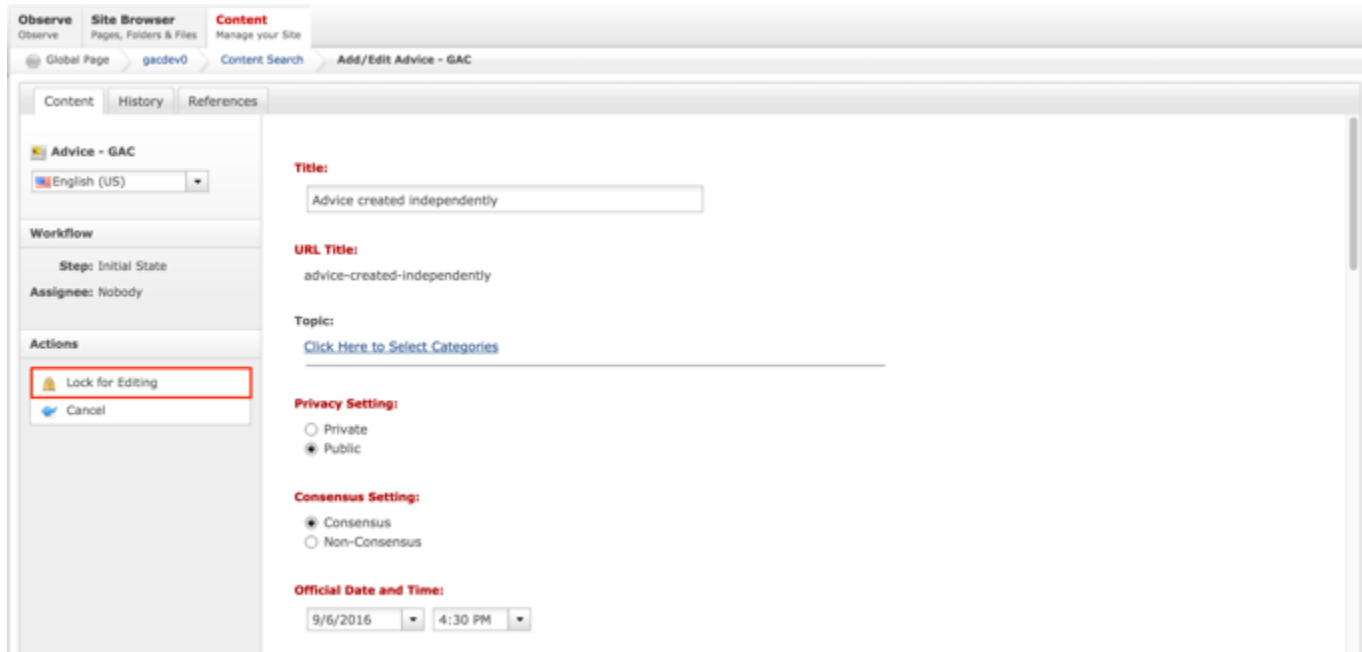 Observe Site Browser Content
Observe Pages, Folders & Files Manage your Site
Global Page gacdev0 Content Search Add/Edit Advice - GAC
Content History References
Advice - GAC
English (US)
Workflow
Step: Initial State
Assignee: Nobody
Actions
Lock for Editing
Cancel
Title:
Advice created independently
URL Title:
advice-created-independently
Topic:
Click Here to Select Categories
Privacy Setting:
Private
Public
Consensus Setting:
Consensus
Non-Consensus
Official Date and Time:
9/6/2016 4:30 PM